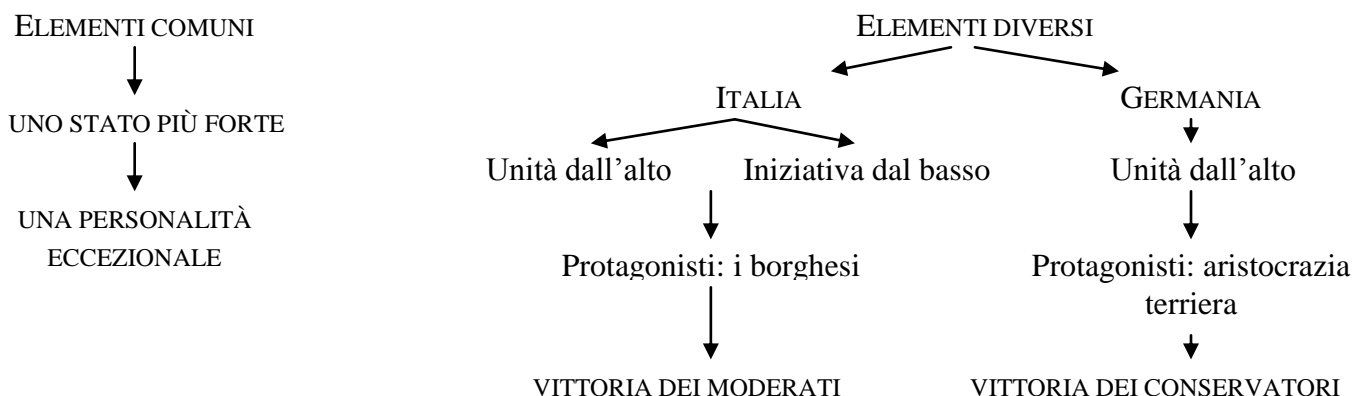 ELEMENTI COMUNI
UNO STATO PIÙ FORTE
UNA PERSONALITÀ
ECCEZIONALE
ELEMENTI DIVERSI
ITALIA
Unità dall’alto
Iniziativa dal basso
Protagonisti: i borghesi
VITTORIA DEI MODERATI
GERMANIA
Unità dall’alto
Protagonisti: aristocrazia
terriera
VITTORIA DEI CONSERVATORI